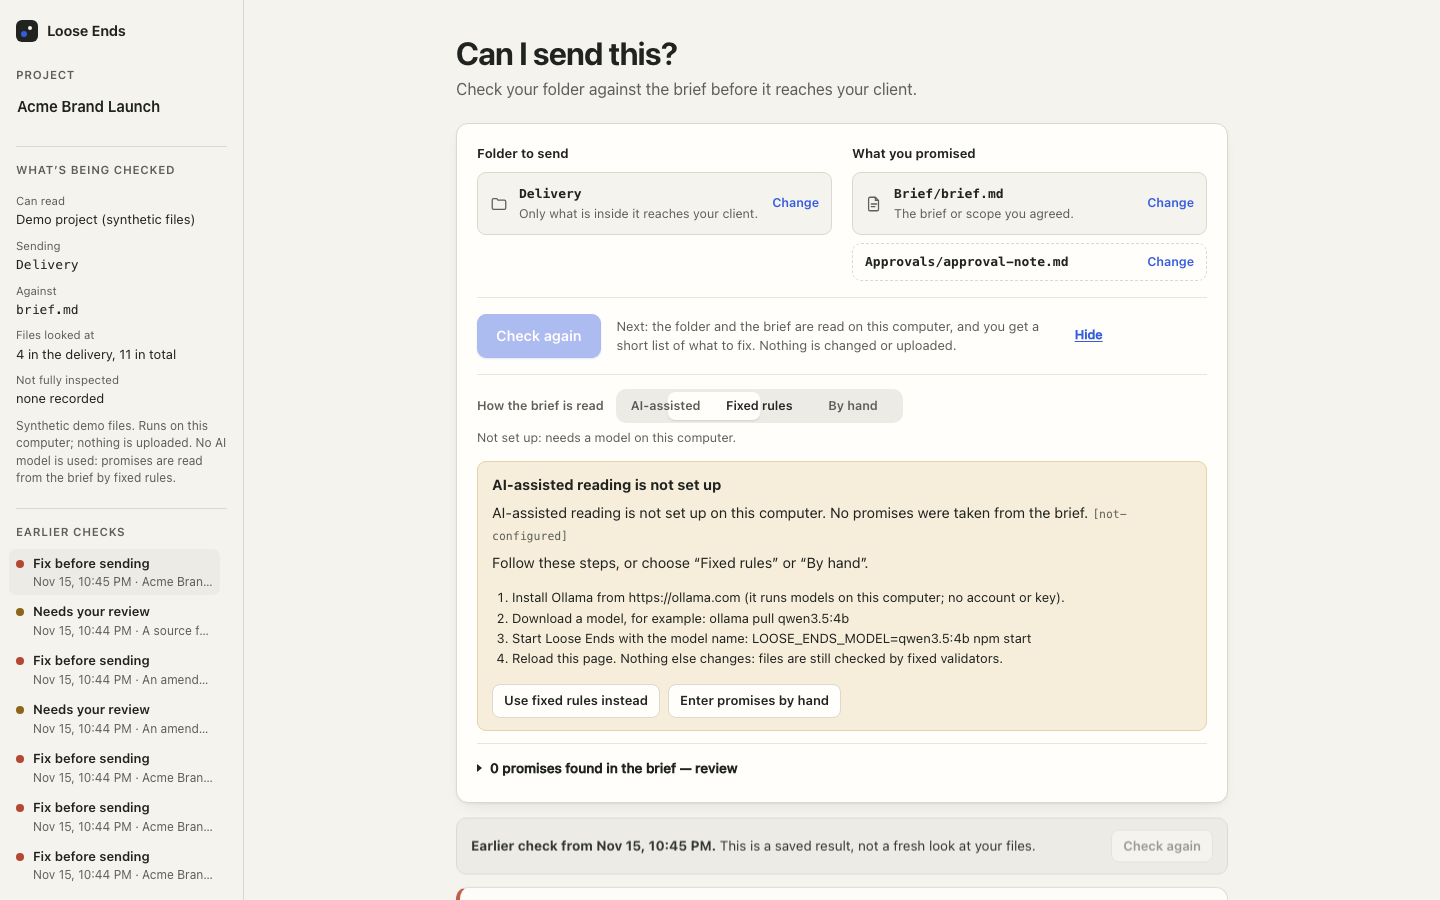 Loose Ends
PROJECT
Acme Brand Launch
WHAT'S BEING CHECKED
Can read
Demo project (synthetic files)
Sending
Delivery
Against
brief.md
Files looked at
4 in the delivery, 11 in total
Not fully inspected
none recorded
Synthetic demo files. Runs on this
computer; nothing is uploaded. No AI
model is used: promises are read
from the brief by fixed rules.
EARLIER CHECKS
Fix before sending
Nov 15, 10:45 PM · Acme Bran...
Needs your review
Nov 15, 10:44 PM · A source f...
Fix before sending
Nov 15, 10:44 PM · An amend...
Needs your review
Nov 15, 10:44 PM · An amend...
Fix before sending
Nov 15, 10:44 PM · Acme Bran...
Fix before sending
Nov 15, 10:44 PM · Acme Bran...
Fix before sending
Nov 15, 10:44 PM · Acme Bran...
Can I send this?
Check your folder against the brief before it reaches your client.
Folder to send
Delivery
Only what is inside it reaches your client.
Change
What you promised
Brief/brief.md
The brief or scope you agreed.
Change
Approvals/approval-note.md
Change
Check again
Next: the folder and the brief are read on this computer, and you get a
short list of what to fix. Nothing is changed or uploaded.
Hide
How the brief is read
AI-assisted
Fixed rules
By hand
Not set up: needs a model on this computer.
AI-assisted reading is not set up
AI-assisted reading is not set up on this computer. No promises were taken from the brief. [not-
configured]
Follow these steps, or choose “Fixed rules” or “By hand”.
1. Install Ollama from https://ollama.com (it runs models on this computer; no account or key).
2. Download a model, for example: ollama pull qwen3.5:4b
3. Start Loose Ends with the model name: LOOSE_ENDS_MODEL=qwen3.5:4b npm start
4. Reload this page. Nothing else changes: files are still checked by fixed validators.
Use fixed rules instead
Enter promises by hand
0 promises found in the brief — review
Earlier check from Nov 15, 10:45 PM. This is a saved result, not a fresh look at your files.
Check again